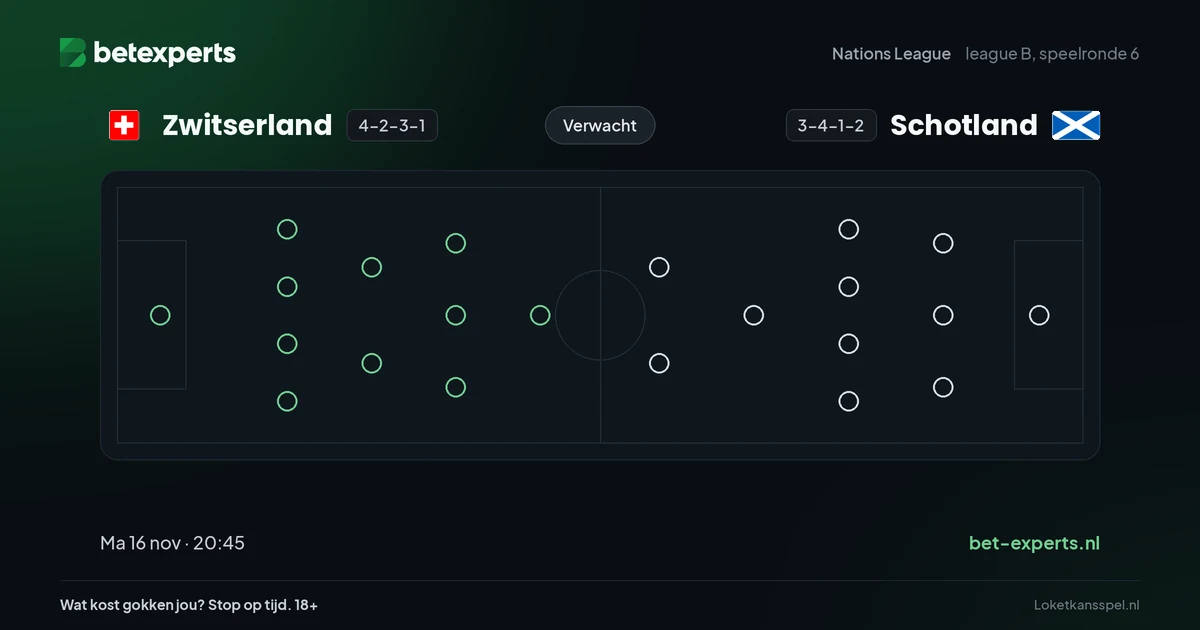 betexperts
Nations League league B, speelronde 6
Zwitserland 4-2-3-1 Verwacht 3-4-1-2 Schotland
Ma 16 nov · 20:45
bet-experts.nl
Wat kost gokken jou? Stop op tijd. 18+
Loketkansspel.nl